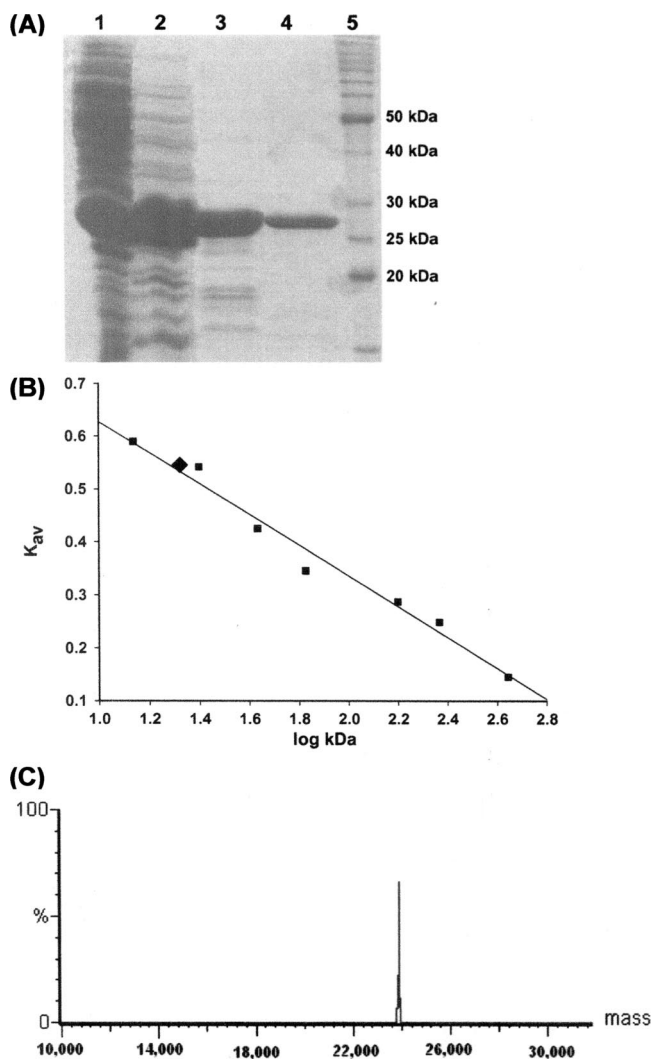 (A) 1 2 3 4 5
50 kDa
40 kDa
30 kDa
25 kDa
20 kDa
(B)
0.7
0.6
0.5
0.4
0.3
0.2
0.1
Kav
1.0 1.2 1.4 1.6 1.8 2.0 2.2 2.4 2.6 2.8
log kDa
(C)
100
%
0
10,000 14,000 18,000 22,000 26,000 30,000
mass